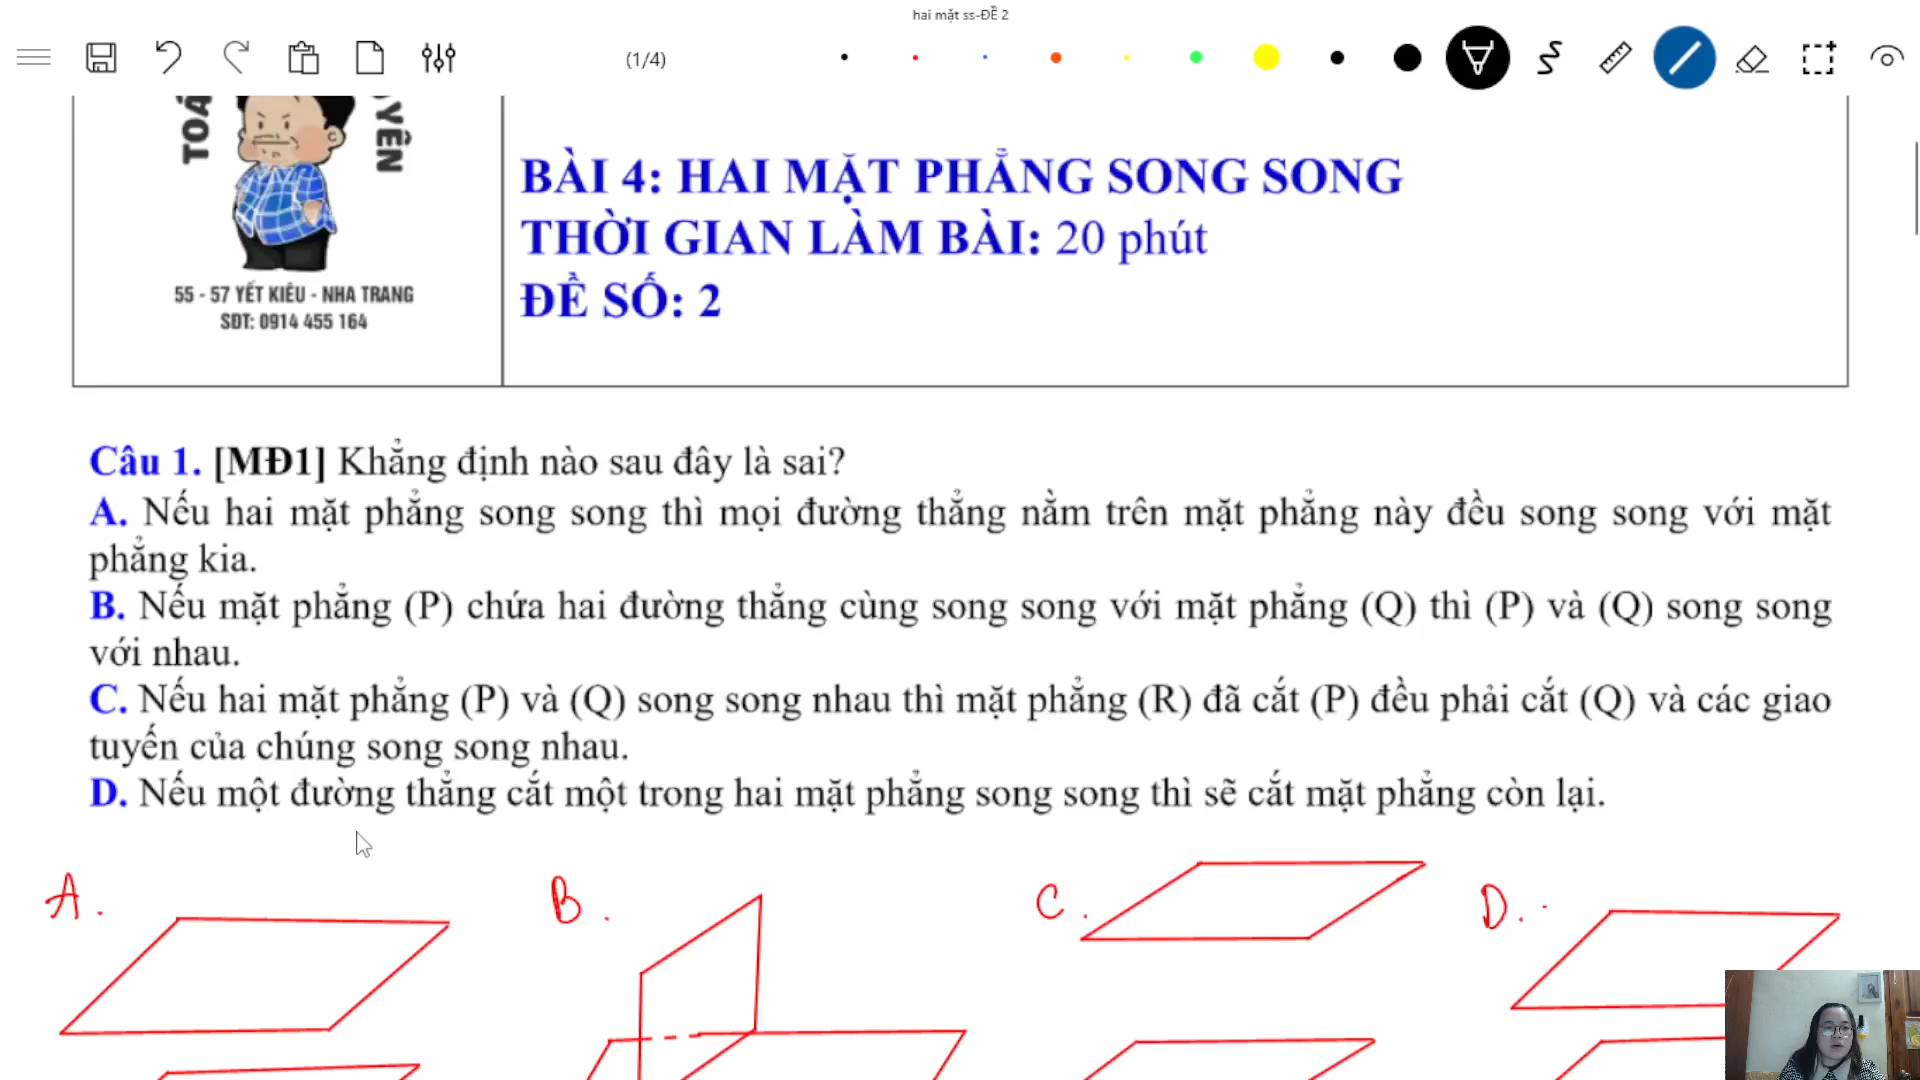 hai mặt ss-ĐỀ 2
(1/4)
BÀI 4: HAI MẶT PHẲNG SONG SONG
THỜI GIAN LÀM BÀI: 20 phút
ĐỀ SỐ: 2
55 - 57 YẾT KIÊU - NHA TRANG
SĐT: 0914 455 164
Câu 1. [MĐ1] Khẳng định nào sau đây là sai?
A. Nếu hai mặt phẳng song song thì mọi đường thẳng nằm trên mặt phẳng này đều song song với mặt
phẳng kia.
B. Nếu mặt phẳng (P) chứa hai đường thẳng cùng song song với mặt phẳng (Q) thì (P) và (Q) song song
với nhau.
C. Nếu hai mặt phẳng (P) và (Q) song song nhau thì mặt phẳng (R) đã cắt (P) đều phải cắt (Q) và các giao
tuyến của chúng song song nhau.
D. Nếu một đường thẳng cắt một trong hai mặt phẳng song song thì sẽ cắt mặt phẳng còn lại.
A.
B.
C.
D.